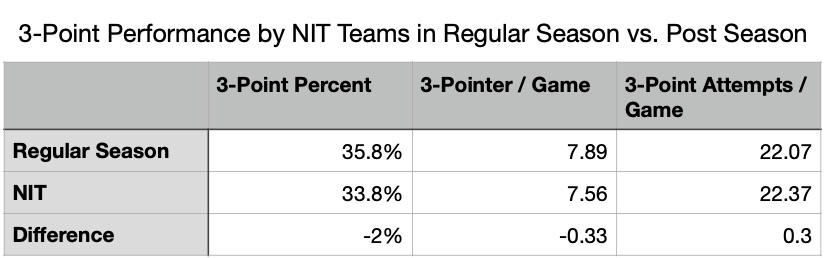 3-Point Performance by NIT Teams in Regular Season vs. Post Season
3-Point Percent 3-Pointer / Game 3-Point Attempts /
Game
Regular Season 35.8% 7.89 22.07
NIT 33.8% 7.56 22.37
Difference -2% -0.33 0.3